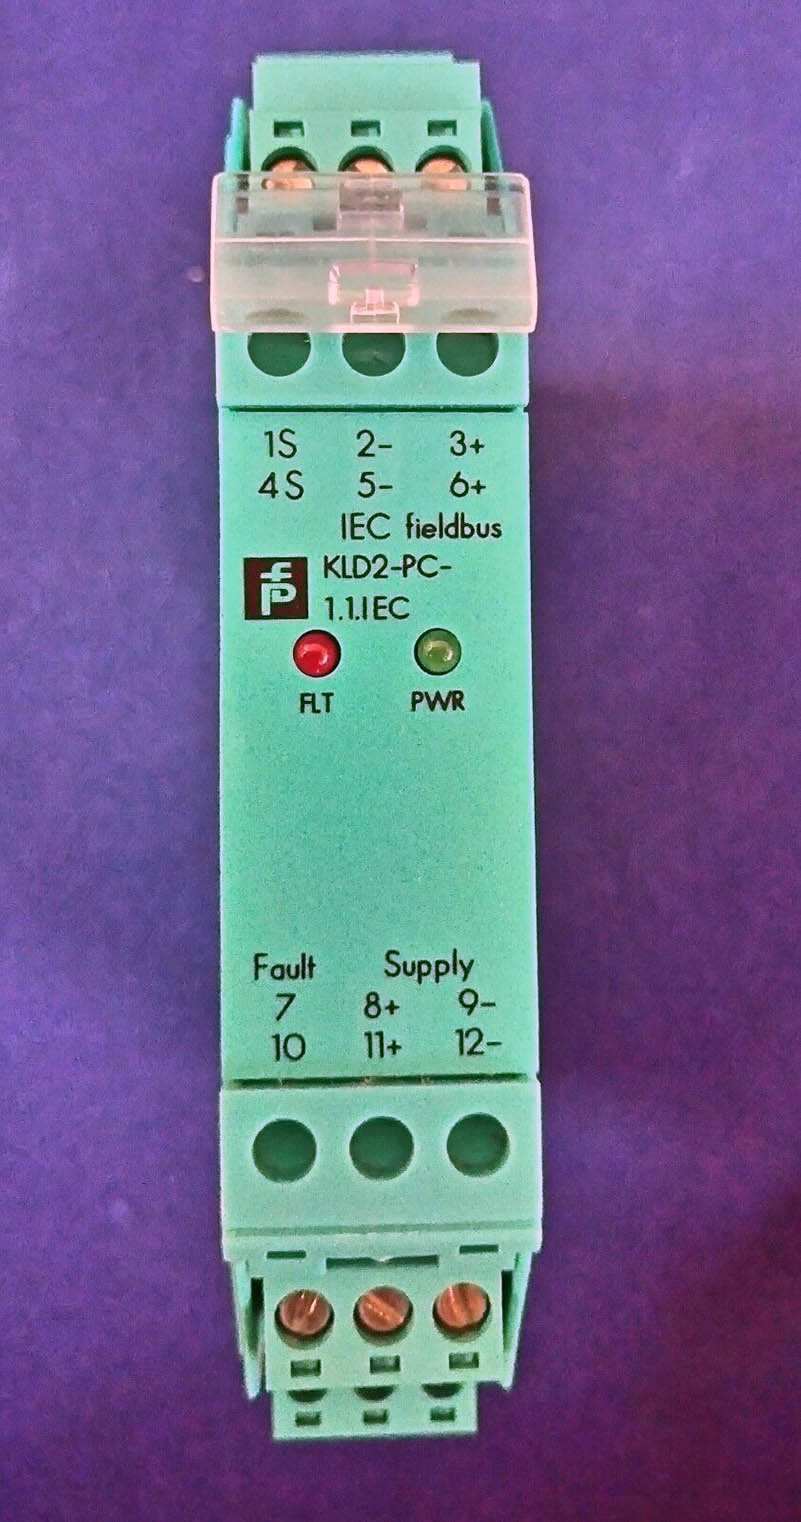 1S 2- 3+
4S 5- 6+
IEC fieldbus
KLD2-PC-
1.1.IEC
FLT PWR
Fault Supply
7 8+ 9-
10 11+ 12-